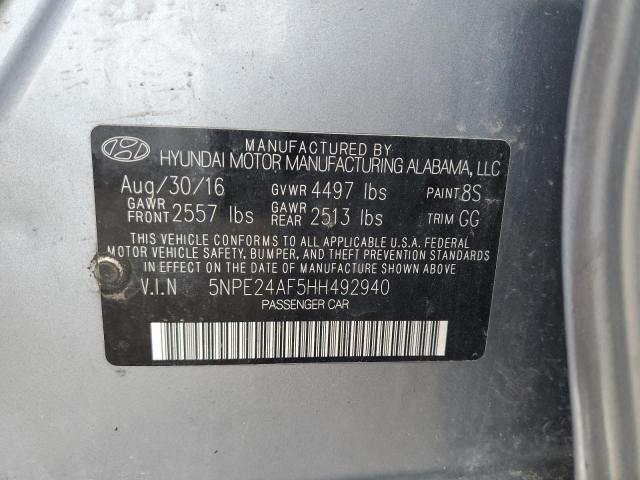 MANUFACTURED BY
HYUNDAI MOTOR MANUFACTURING ALABAMA, LLC
Aug/30/16 GVWR 4497 lbs PAINT 8S
GAWR FRONT 2557 lbs GAWR REAR 2513 lbs TRIM GG
THIS VEHICLE CONFORMS TO ALL APPLICABLE U.S.A. FEDERAL
MOTOR VEHICLE SAFETY, BUMPER, AND THEFT PREVENTION STANDARDS
IN EFFECT ON THE DATE OF MANUFACTURE SHOWN ABOVE
V.I.N 5NPE24AF5HH492940
PASSENGER CAR